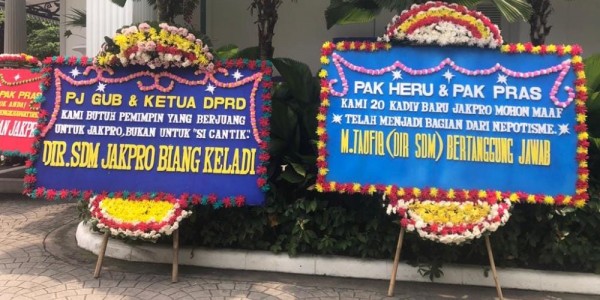 PAK PRAS
PJ GUB & KETUA DPRD
KAMI BUTUH PEMIMPIN YANG BERJUANG
UNTUK JAKPRO, BUKAN UNTUK "SI CANTIK".
DIR.SDM JAKPRO BIANG KELADI
PAK HERU & PAK PRAS
KAMI 20 KADIV BARU JAKPRO MOHON MAAF
TELAH MENJADI BAGIAN DARI NEPOTISME.
M.TAUFIQ (DIR SDM) BERTANGGUNG JAWAB